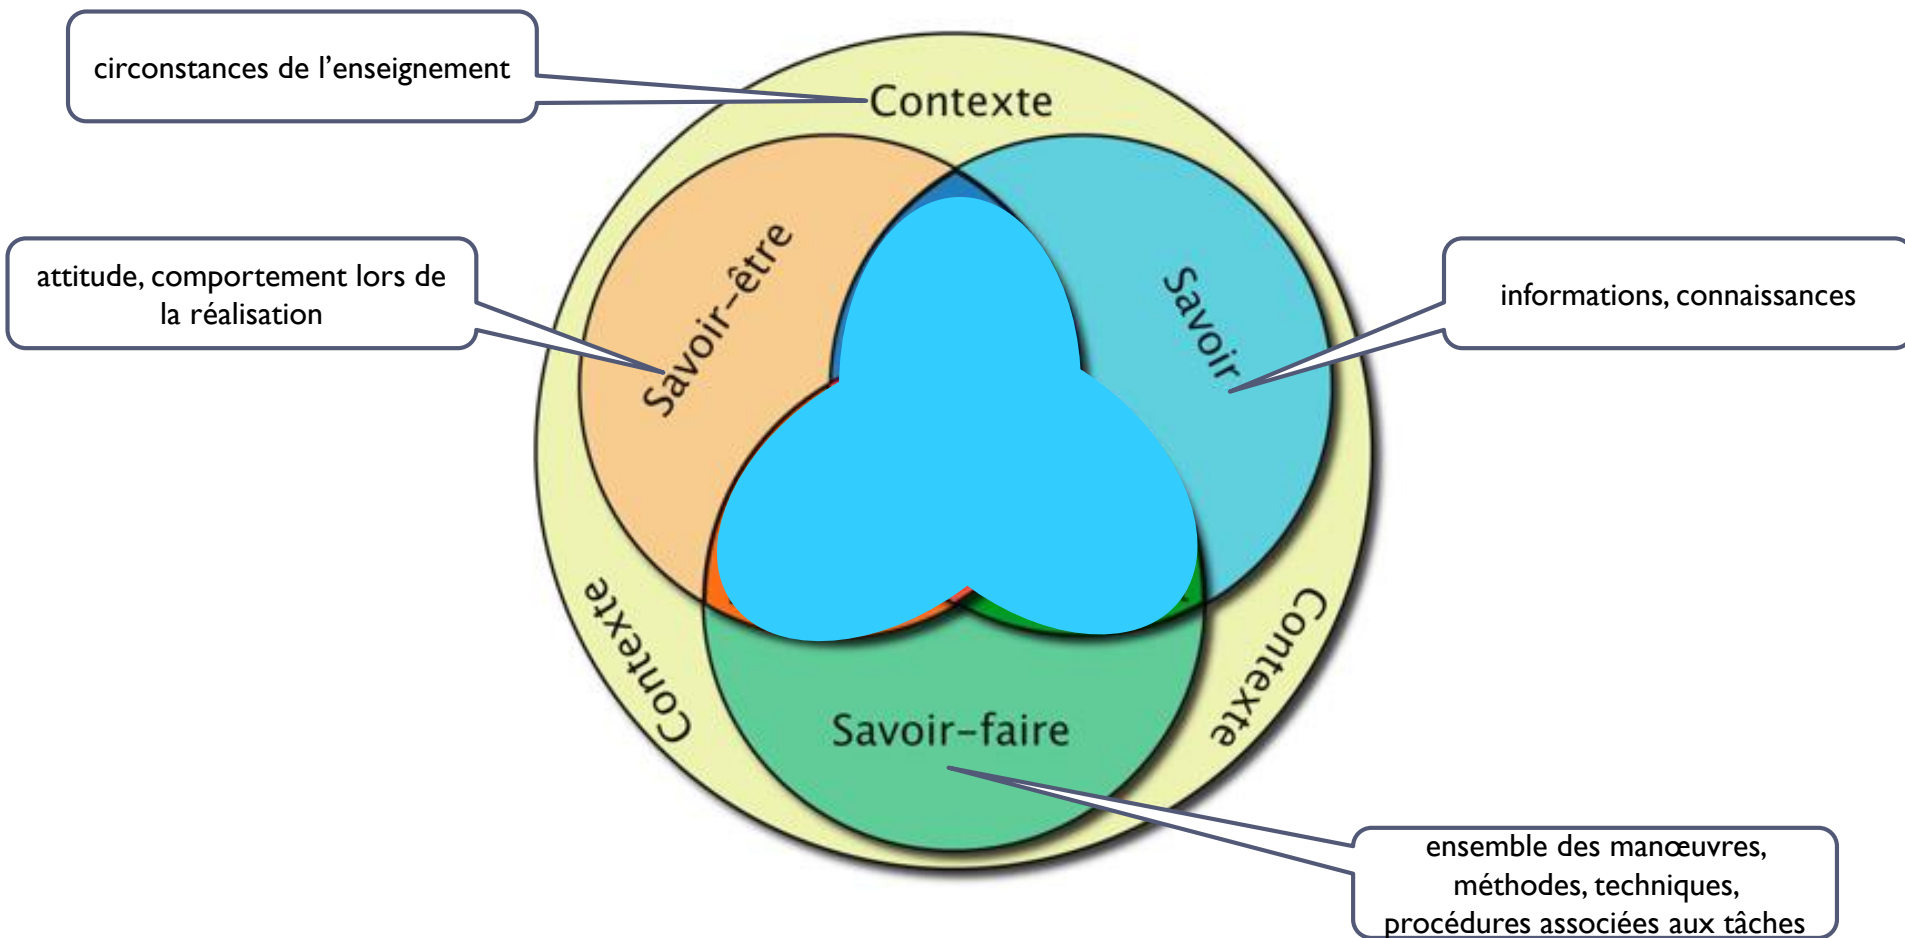 circonstances de l'enseignement
Contexte
attitude, comportement lors de
la réalisation
Savoir-être
Savoir
informations, connaissances
Contexte
Contexte
Savoir-faire
ensemble des manœuvres,
méthodes, techniques,
procédures associées aux tâches